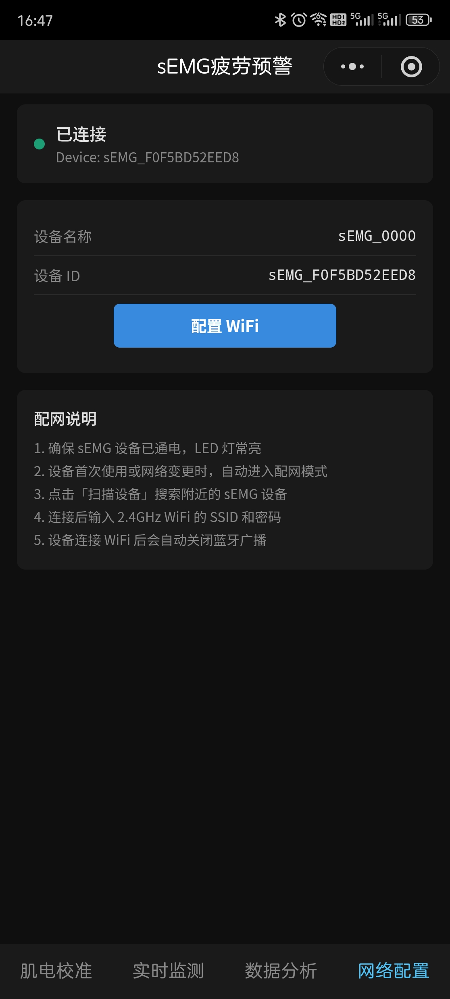 16:47
6 HD1 HD2 5G 5G 53
sEMG疲劳预警
已连接
Device: sEMG_F0F5BD52EED8
设备名称 sEMG_0000
设备 ID sEMG_F0F5BD52EED8
配置 WiFi
配网说明
1. 确保 sEMG 设备已通电，LED 灯常亮
2. 设备首次使用或网络变更时，自动进入配网模式
3. 点击「扫描设备」搜索附近的 sEMG 设备
4. 连接后输入 2.4GHz WiFi 的 SSID 和密码
5. 设备连接 WiFi 后会自动关闭蓝牙广播
肌电校准 实时监测 数据分析 网络配置